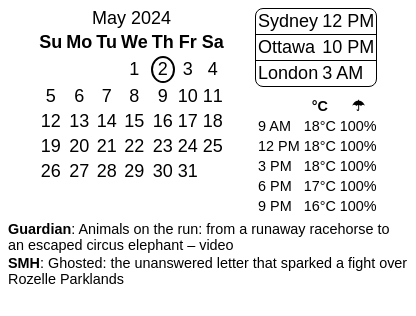 May 2024
Su Mo Tu We Th Fr Sa
1 2 3 4
5 6 7 8 9 10 11
12 13 14 15 16 17 18
19 20 21 22 23 24 25
26 27 28 29 30 31
Sydney 12 PM
Ottawa 10 PM
London 3 AM
°C ☂
9 AM 18°C 100%
12 PM 18°C 100%
3 PM 18°C 100%
6 PM 17°C 100%
9 PM 16°C 100%
Guardian: Animals on the run: from a runaway racehorse to
an escaped circus elephant – video
SMH: Ghosted: the unanswered letter that sparked a fight over
Rozelle Parklands